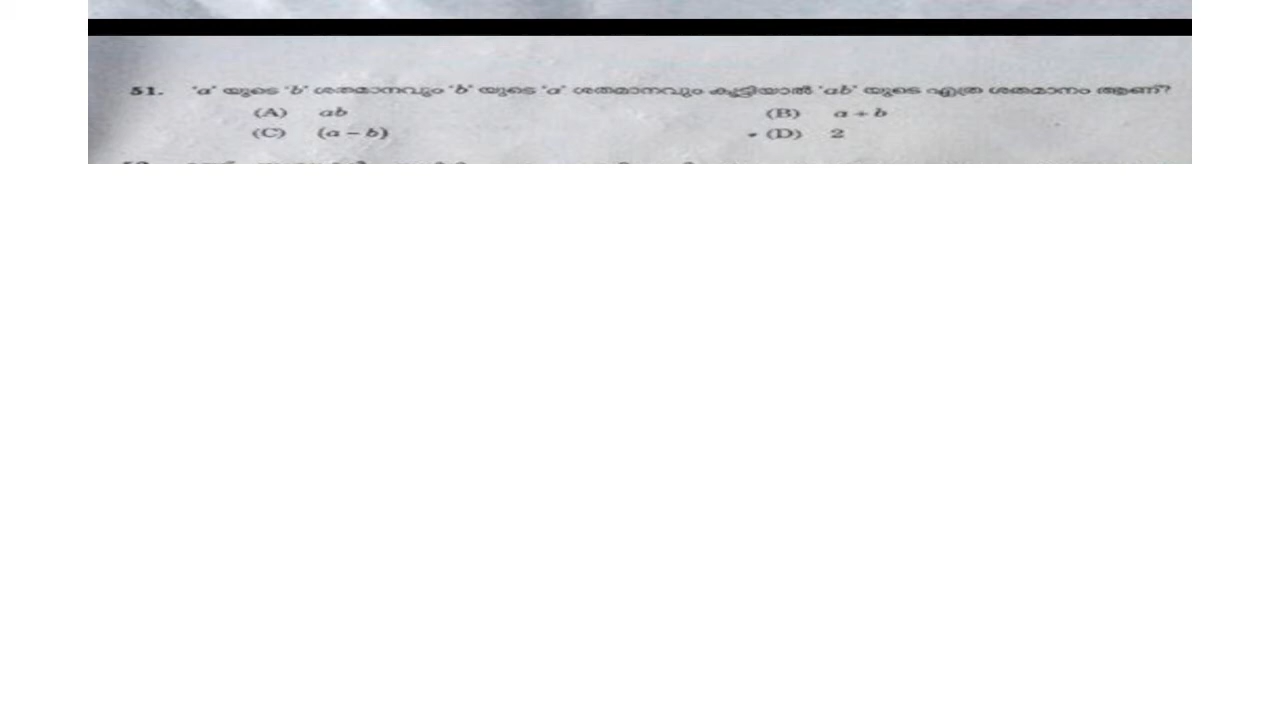 51. 'a' യുടെ 'b' ശതമാനവും 'b' യുടെ 'a' ശതമാനവും കൂട്ടിയാൽ 'ab' യുടെ എത്ര ശതമാനം ആണ്?
(A) ab (B) a + b
(C) (a – b) (D) 2